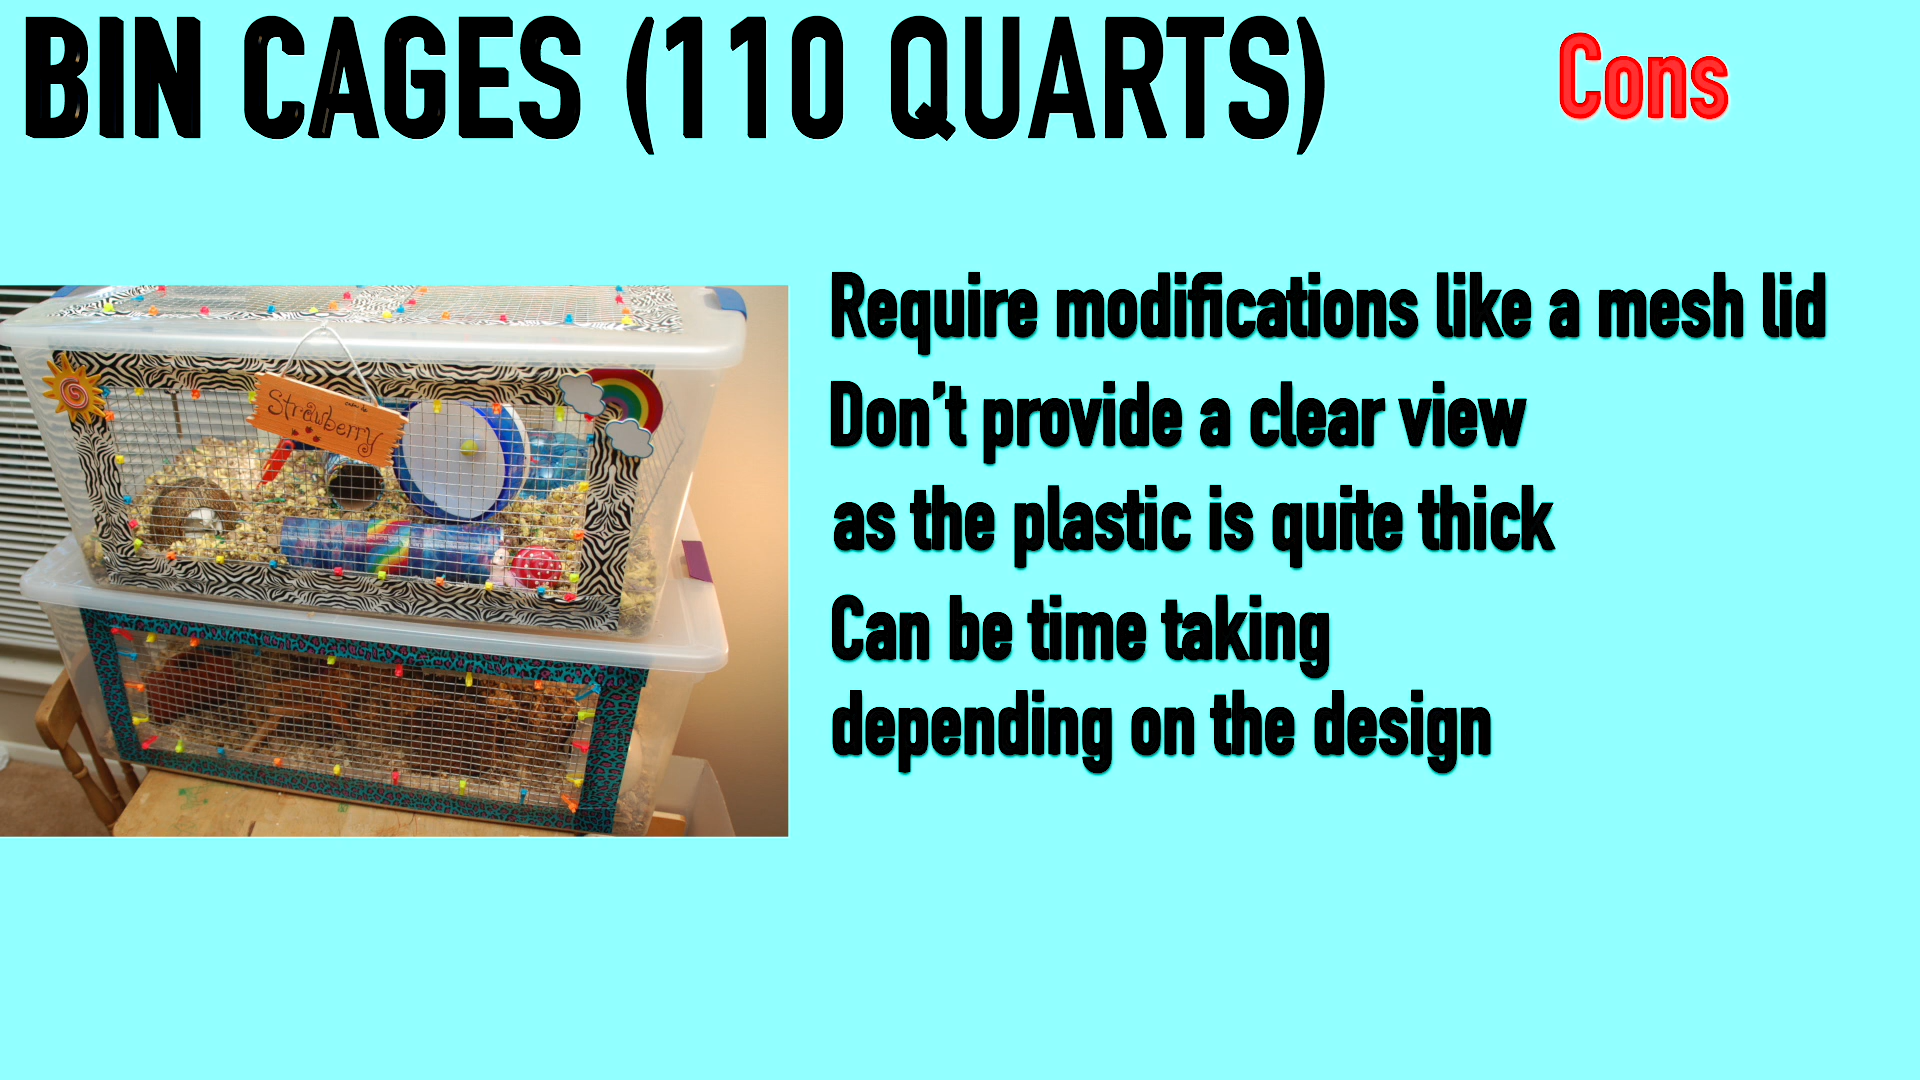 BIN CAGES (110 QUARTS)
Cons
Require modifications like a mesh lid
Don't provide a clear view
as the plastic is quite thick
Can be time taking
depending on the design
Strawberry